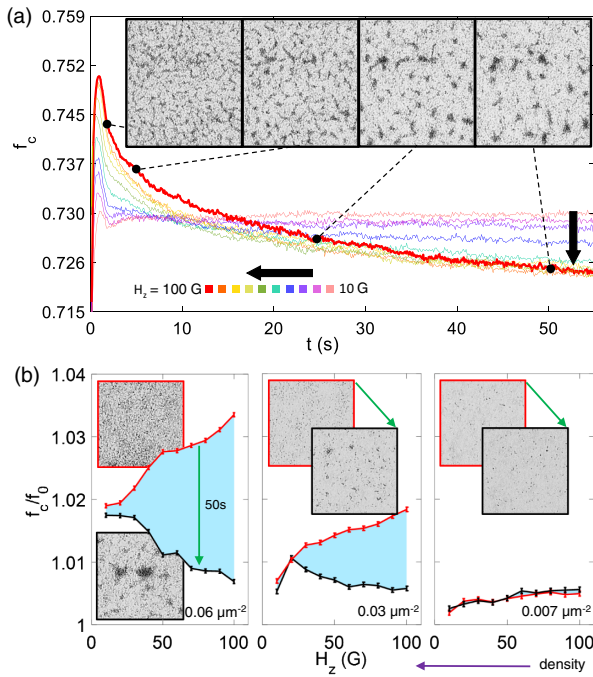 (a)
0.759
0.752
0.745
0.737
0.730
0.726
0.715
f_c
H_z = 100 G
10 G
0
10
20
30
40
50
t (s)
(b)
1.04
1.03
1.02
1.01
1
f_c/f_0
50s
0.06 µm⁻²
0.03 µm⁻²
0.007 µm⁻²
0 50 100
0 50 100
0 50 100
H_z (G)
density